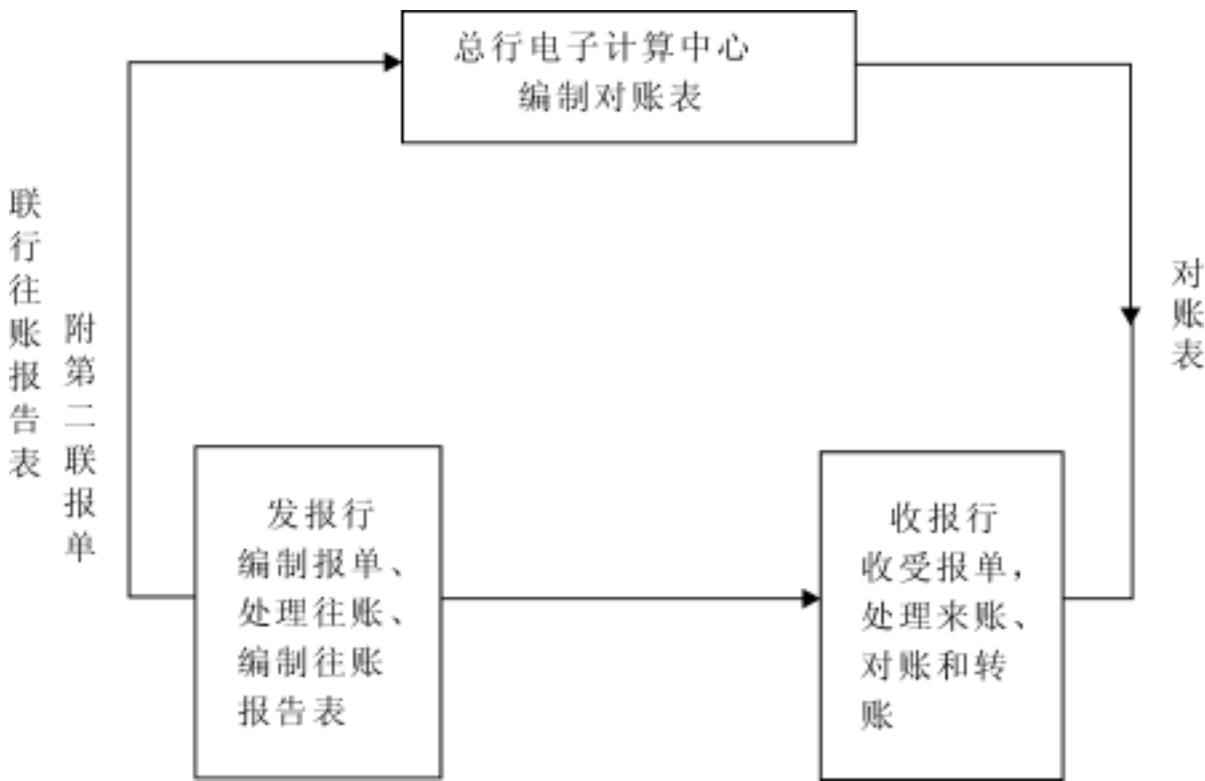 总行电子计算中心
编制对账表
联行往账报告表
附第二联报单
对账表
发报行
编制报单、
处理往账、
编制往账
报告表
收报行
收受报单，
处理来账、
对账和转
账